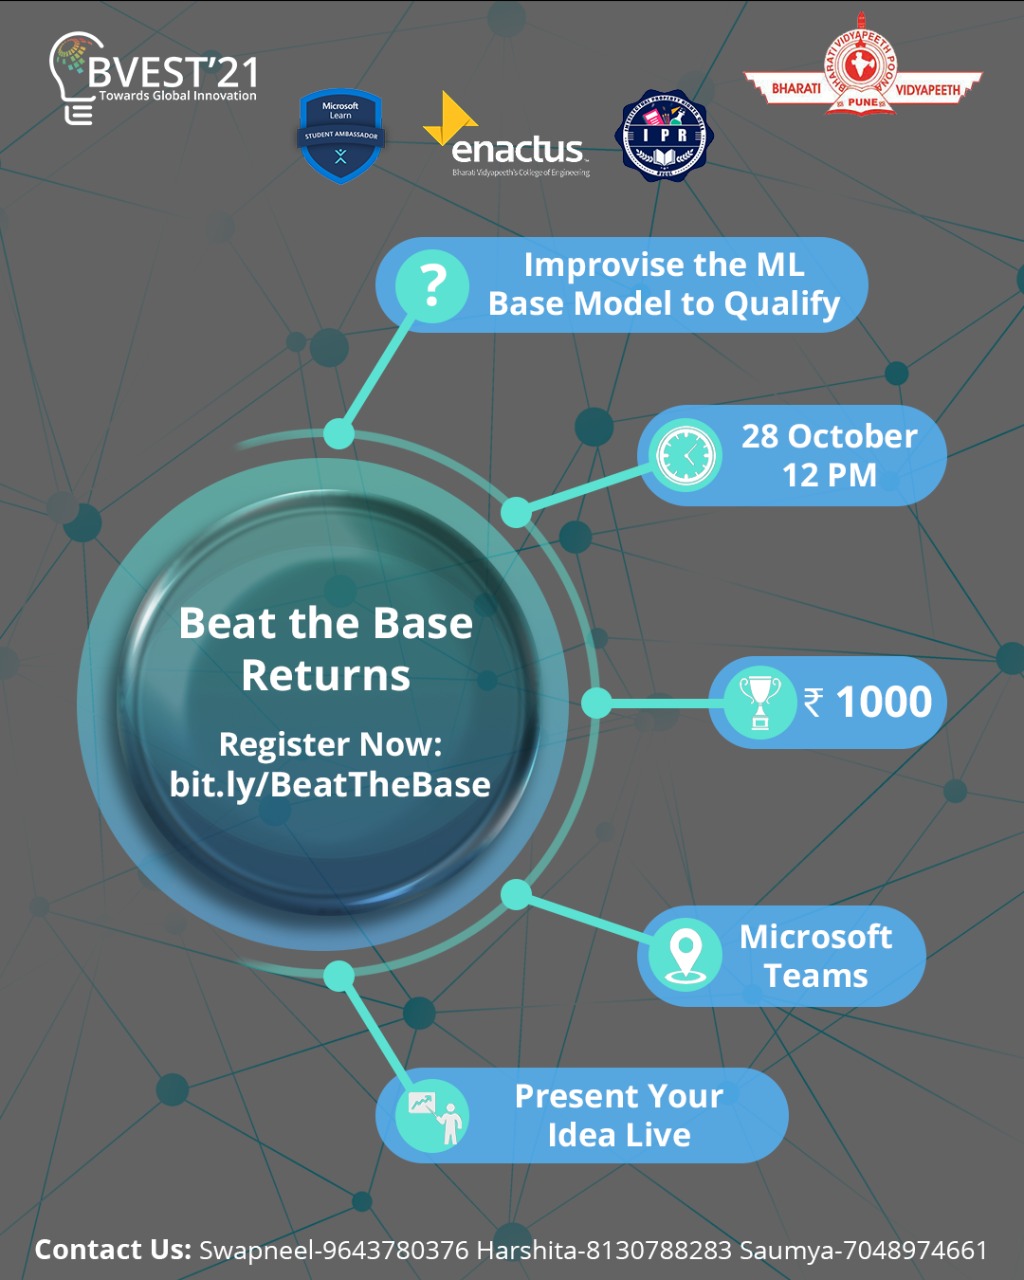 BVEST'21
Towards Global Innovation
Microsoft
Learn
STUDENT AMBASSADOR
enactus
Bharati Vidyapeeth's College of Engineering
IPR
BHARATI VIDYAPEETH POONA
BHARATI
VIDYAPEETH
PUNE
?
Improvise the ML
Base Model to Qualify
28 October
12 PM
Beat the Base
Returns
Register Now:
bit.ly/BeatTheBase
₹ 1000
Microsoft
Teams
Present Your
Idea Live
Contact Us: Swapneel-9643780376 Harshita-8130788283 Saumya-7048974661